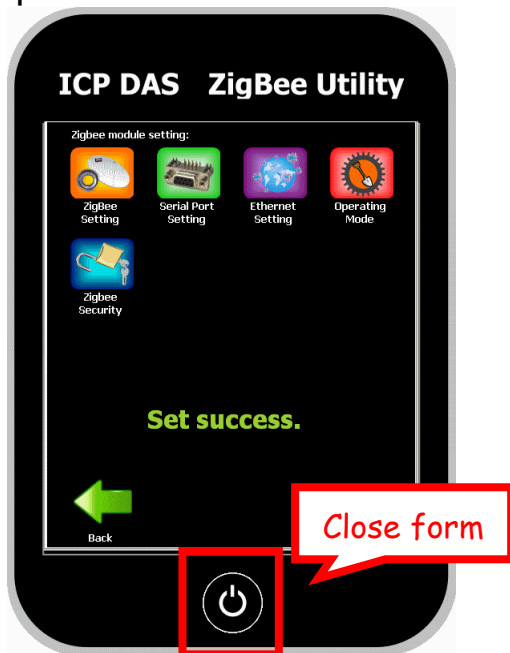 ICP DAS ZigBee Utility
Zigbee module setting:
ZigBee Setting
Serial Port Setting
Ethernet Setting
Operating Mode
Zigbee Security
Set success.
Back
Close form